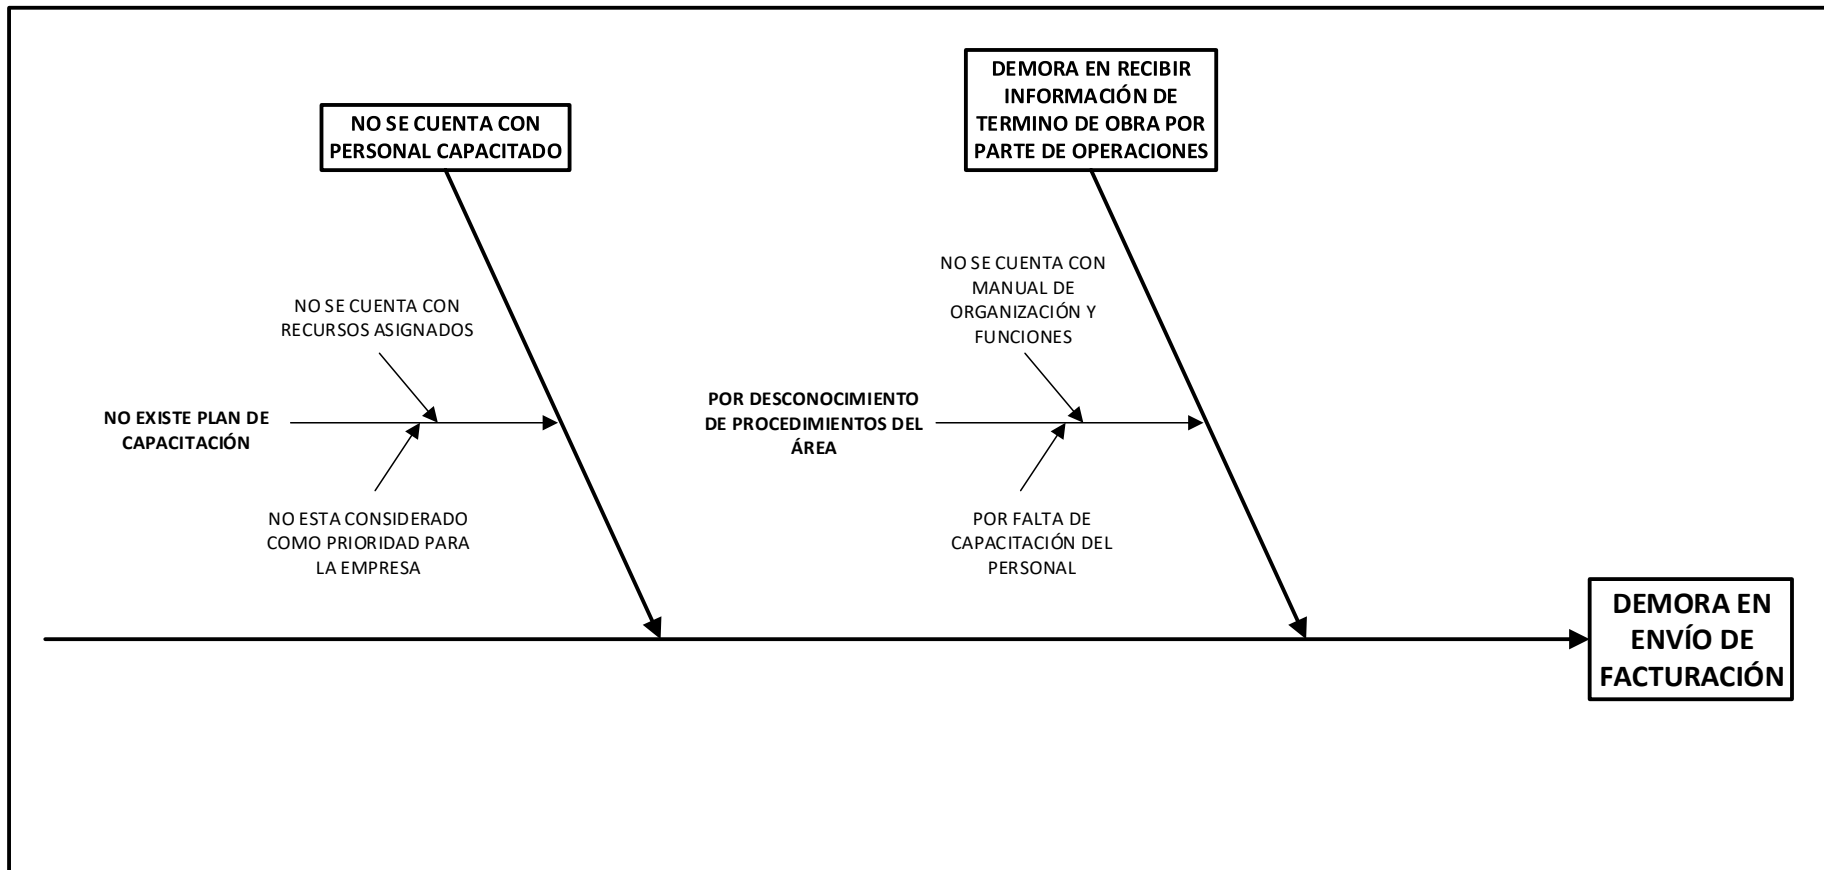 NO SE CUENTA CON
PERSONAL CAPACITADO
DEMORA EN RECIBIR
INFORMACIÓN DE
TERMINO DE OBRA POR
PARTE DE OPERACIONES
NO SE CUENTA CON
RECURSOS ASIGNADOS
NO EXISTE PLAN DE
CAPACITACIÓN
NO ESTA CONSIDERADO
COMO PRIORIDAD PARA
LA EMPRESA
NO SE CUENTA CON
MANUAL DE
ORGANIZACIÓN Y
FUNCIONES
POR DESCONOCIMIENTO
DE PROCEDIMIENTOS DEL
ÁREA
POR FALTA DE
CAPACITACIÓN DEL
PERSONAL
DEMORA EN
ENVÍO DE
FACTURACIÓN